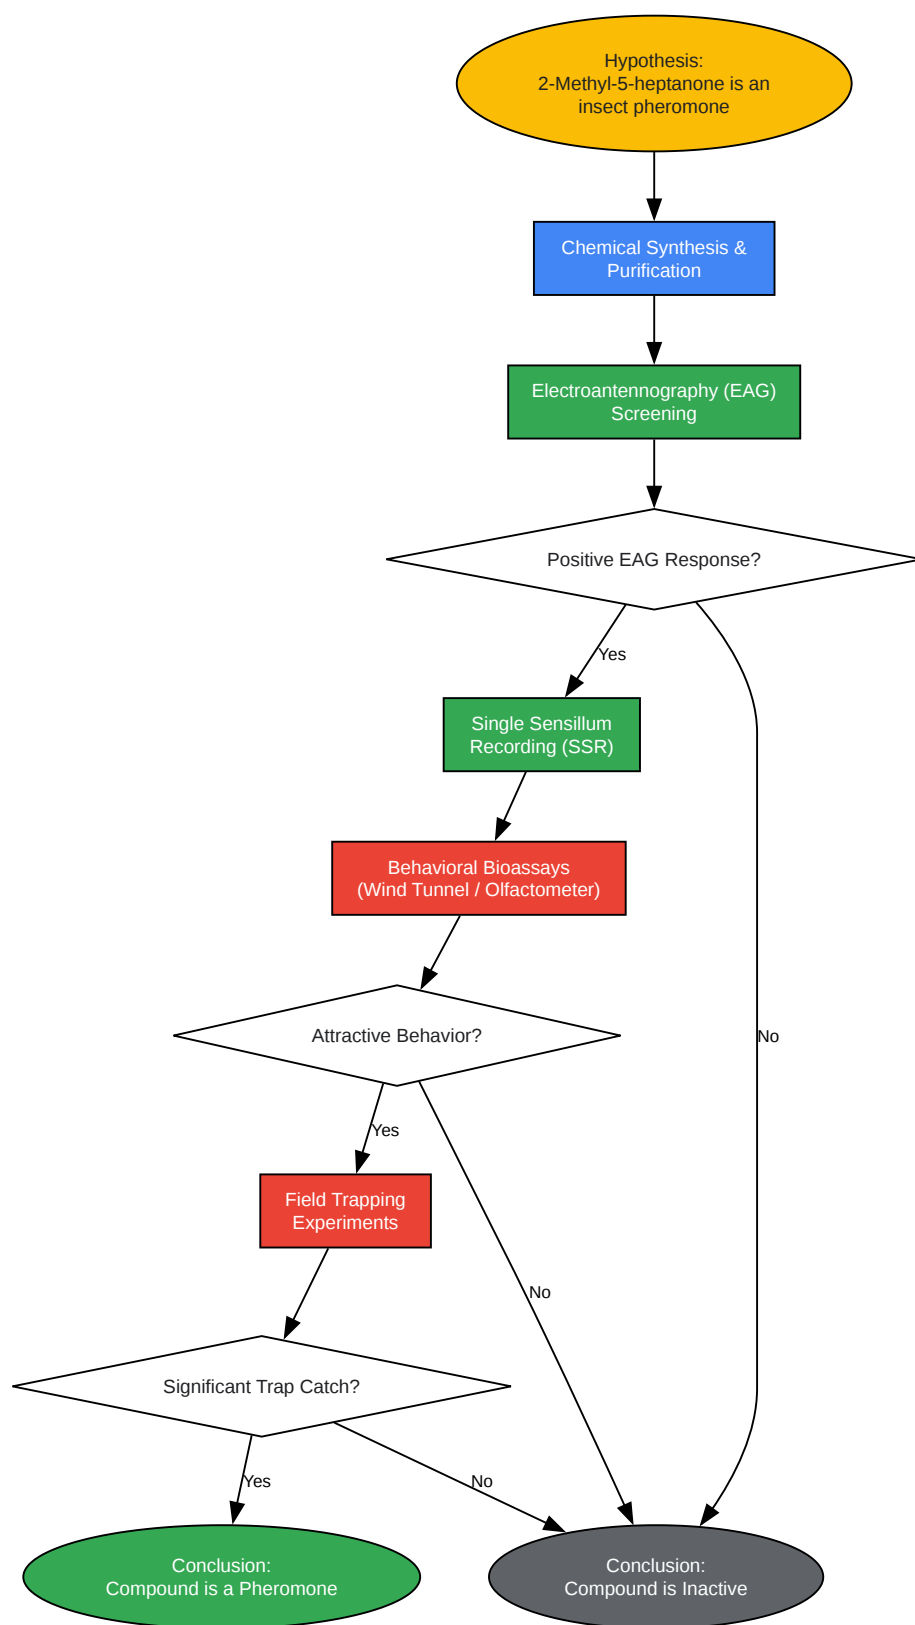 Hypothesis:
2-Methyl-5-heptanone is an
insect pheromone
Chemical Synthesis &
Purification
Electroantennography (EAG)
Screening
Positive EAG Response?
Yes
Single Sensillum
Recording (SSR)
Behavioral Bioassays
(Wind Tunnel / Olfactometer)
Attractive Behavior?
No
Yes
Field Trapping
Experiments
No
Significant Trap Catch?
Yes
No
Conclusion:
Compound is a Pheromone
Conclusion:
Compound is Inactive